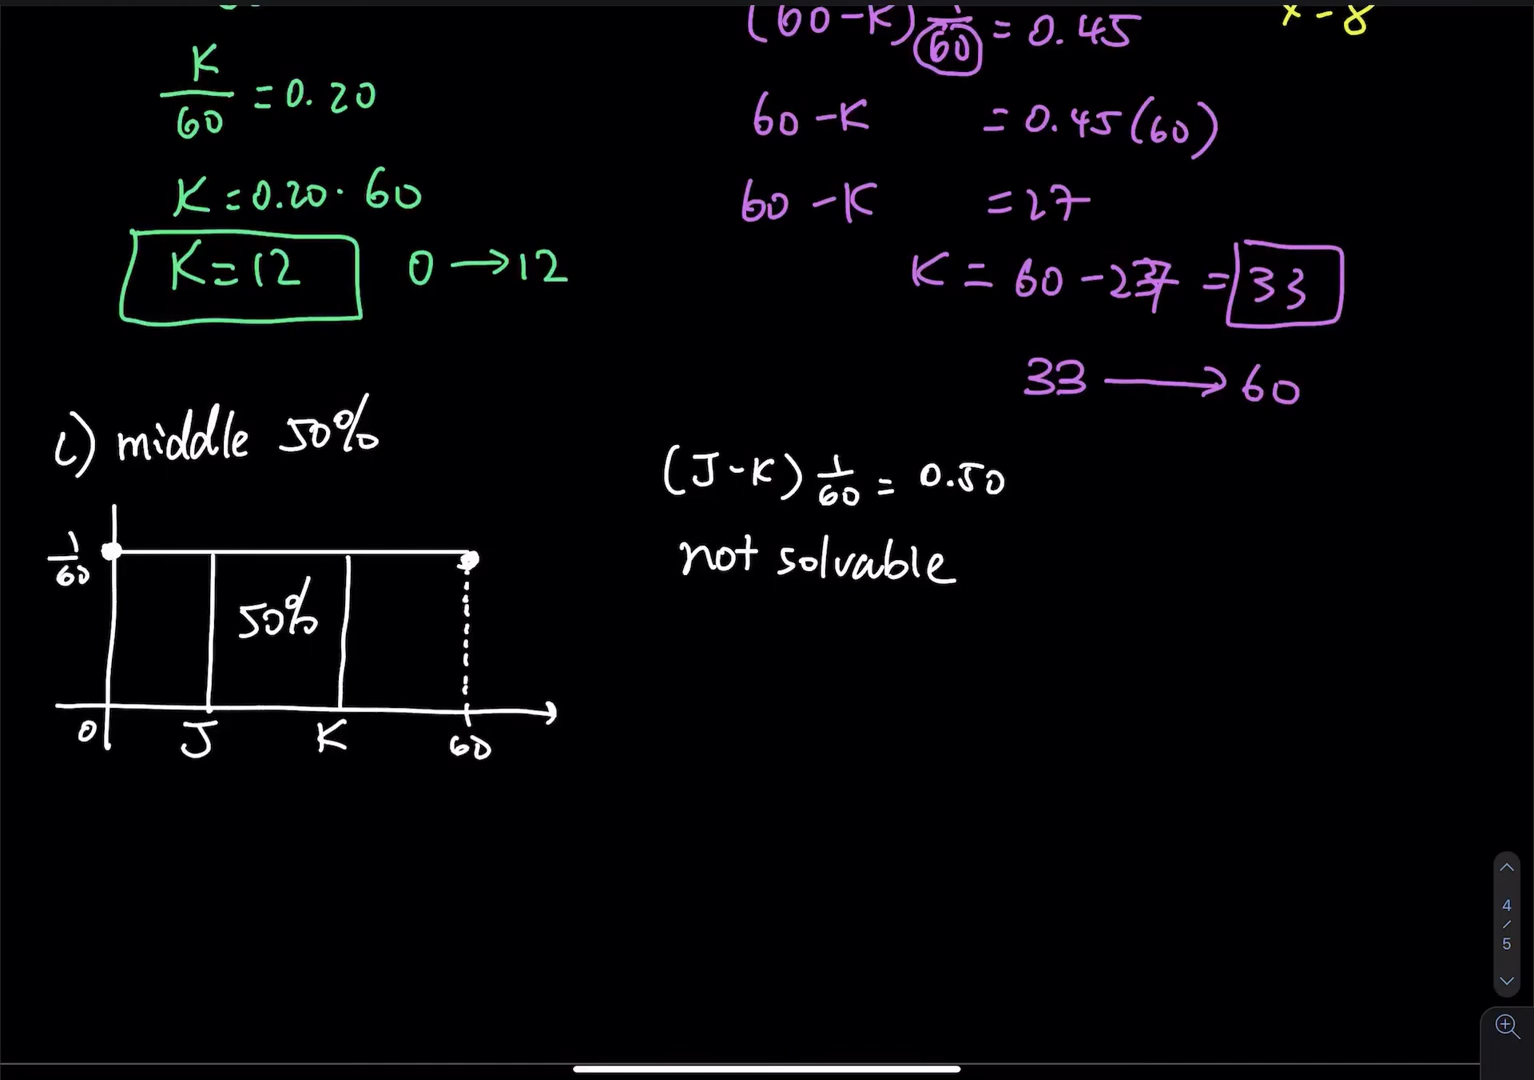 K/60 = 0.20
K = 0.20 · 60
K = 12 0 → 12
(60 - K) 1/60 = 0.45
60 - K = 0.45(60)
60 - K = 27
K = 60 - 27 = 33
33 → 60
x - 8
c) middle 50%
1/60
50%
0 J K 60
(J - K) 1/60 = 0.50
not solvable
4
/
5